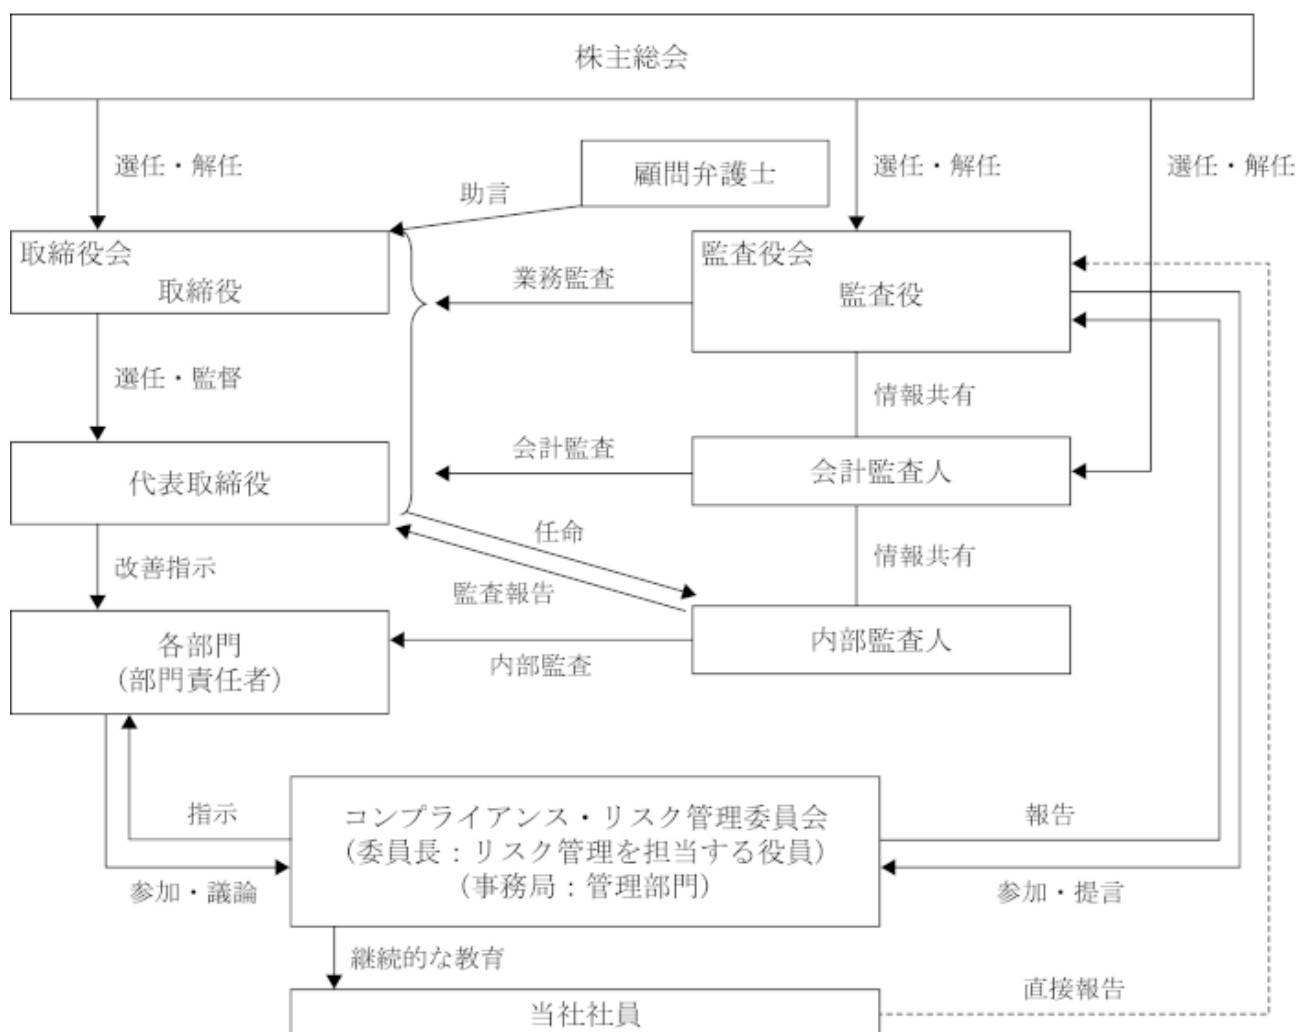 株主総会
選任・解任
選任・解任
選任・解任
顧問弁護士
助言
取締役会
取締役
監査役会
監査役
業務監査
選任・監督
情報共有
代表取締役
会計監査
会計監査人
任命
改善指示
監査報告
情報共有
各部門
(部門責任者)
内部監査
内部監査人
指示
コンプライアンス・リスク管理委員会
(委員長：リスク管理を担当する役員)
(事務局：管理部門)
報告
参加・議論
参加・提言
継続的な教育
直接報告
当社社員